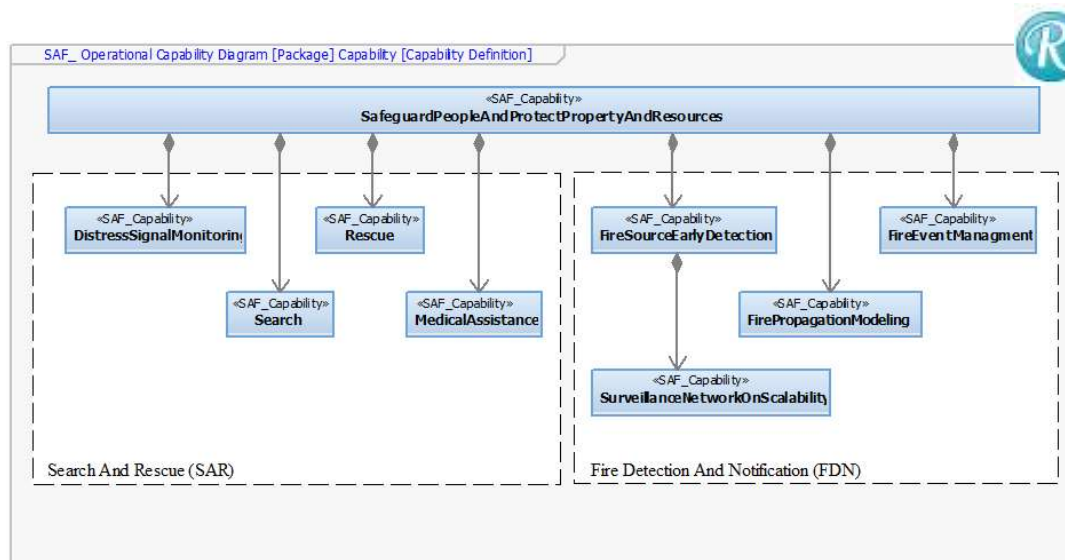 SAF_ Operational Capability Diagram [Package] Capability [Capability Definition]
R
«SAF_Capability»
SafeguardPeopleAndProtectPropertyAndResources
«SAF_Capability»
DistressSignalMonitoring
«SAF_Capability»
Rescue
«SAF_Capability»
FireSourceEarlyDetection
«SAF_Capability»
FireEventManagment
«SAF_Capability»
Search
«SAF_Capability»
MedicalAssistance
«SAF_Capability»
FirePropagationModeling
«SAF_Capability»
SurveillanceNetworkOnScalability
Search And Rescue (SAR)
Fire Detection And Notification (FDN)